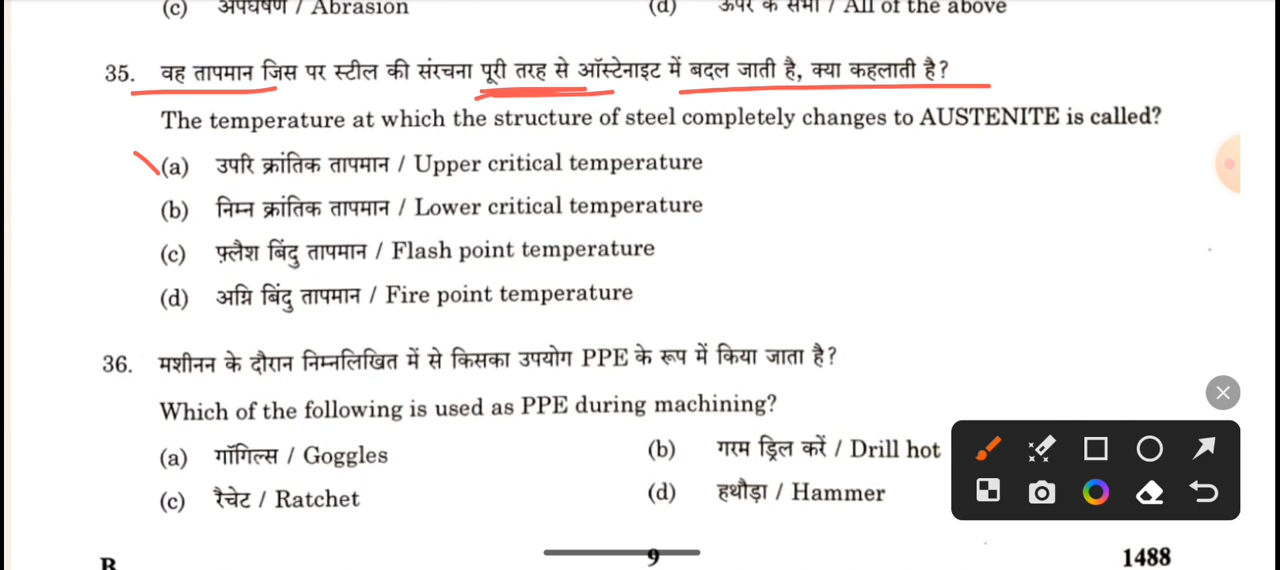 (c) अपघर्षण / Abrasion (d) ऊपर के सभी / All of the above
35. वह तापमान जिस पर स्टील की संरचना पूरी तरह से ऑस्टेनाइट में बदल जाती है, क्या कहलाती है?
The temperature at which the structure of steel completely changes to AUSTENITE is called?
(a) उपरि क्रांतिक तापमान / Upper critical temperature
(b) निम्न क्रांतिक तापमान / Lower critical temperature
(c) फ़्लैश बिंदु तापमान / Flash point temperature
(d) अग्नि बिंदु तापमान / Fire point temperature
36. मशीनन के दौरान निम्नलिखित में से किसका उपयोग PPE के रूप में किया जाता है?
Which of the following is used as PPE during machining?
(a) गॉगिल्स / Goggles (b) गरम ड्रिल करें / Drill hot
(c) रैचेट / Ratchet (d) हथौड़ा / Hammer
9 1488